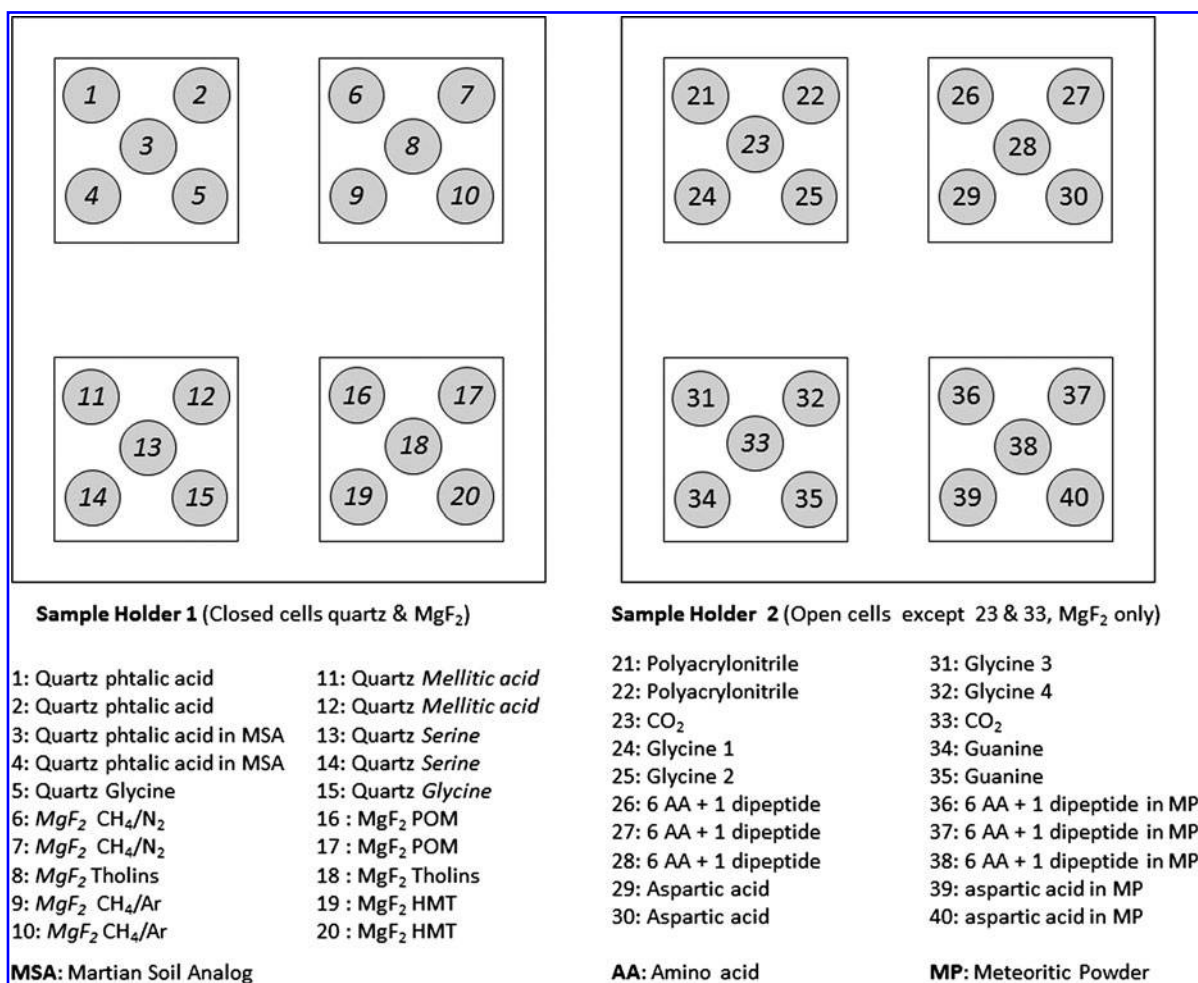 1 2
3
4 5
6 7
8
9 10
11 12
13
14 15
16 17
18
19 20
Sample Holder 1 (Closed cells quartz & MgF₂)
1: Quartz phtalic acid
2: Quartz phtalic acid
3: Quartz phtalic acid in MSA
4: Quartz phtalic acid in MSA
5: Quartz Glycine
6: MgF₂ CH₄/N₂
7: MgF₂ CH₄/N₂
8: MgF₂ Tholins
9: MgF₂ CH₄/Ar
10: MgF₂ CH₄/Ar
11: Quartz Mellitic acid
12: Quartz Mellitic acid
13: Quartz Serine
14: Quartz Serine
15: Quartz Glycine
16 : MgF₂ POM
17 : MgF₂ POM
18 : MgF₂ Tholins
19 : MgF₂ HMT
20 : MgF₂ HMT
MSA: Martian Soil Analog
21 22
23
24 25
26 27
28
29 30
31 32
33
34 35
36 37
38
39 40
Sample Holder 2 (Open cells except 23 & 33, MgF₂ only)
21: Polyacrylonitrile
22: Polyacrylonitrile
23: CO₂
24: Glycine 1
25: Glycine 2
26: 6 AA + 1 dipeptide
27: 6 AA + 1 dipeptide
28: 6 AA + 1 dipeptide
29: Aspartic acid
30: Aspartic acid
31: Glycine 3
32: Glycine 4
33: CO₂
34: Guanine
35: Guanine
36: 6 AA + 1 dipeptide in MP
37: 6 AA + 1 dipeptide in MP
38: 6 AA + 1 dipeptide in MP
39: aspartic acid in MP
40: aspartic acid in MP
AA: Amino acid
MP: Meteoritic Powder